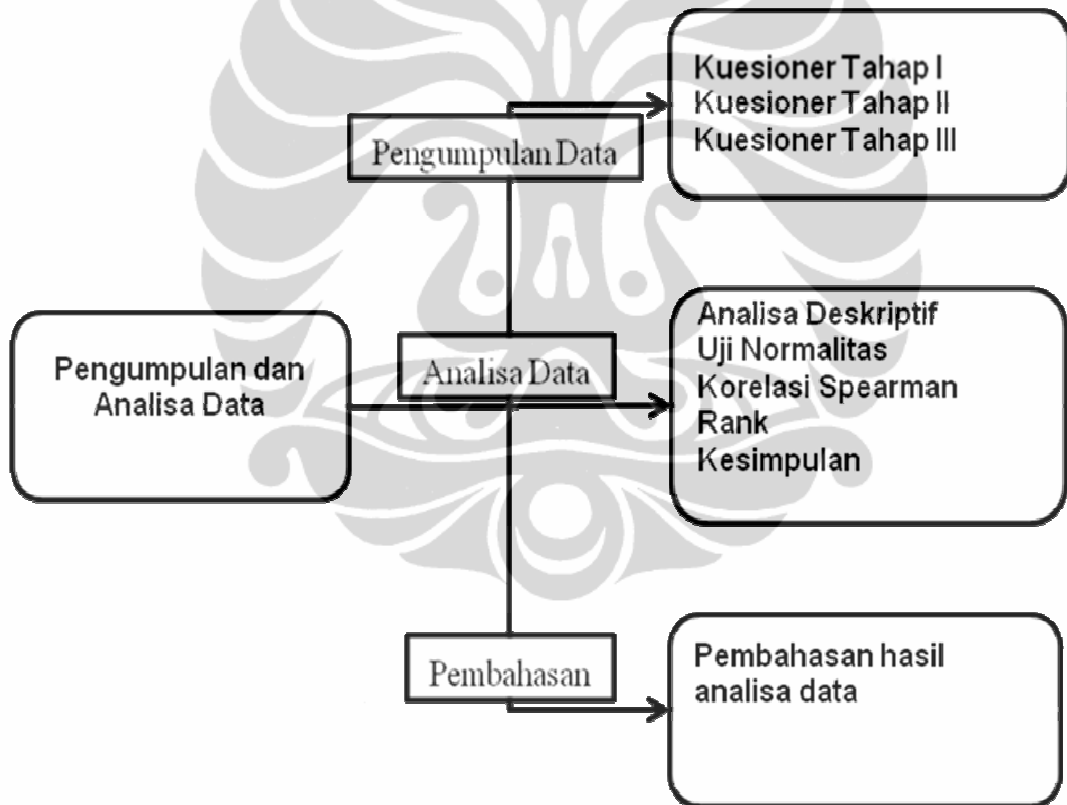 Pengumpulan dan
Analisa Data
Pengumpulan Data
Kuesioner Tahap I
Kuesioner Tahap II
Kuesioner Tahap III
Analisa Data
Analisa Deskriptif
Uji Normalitas
Korelasi Spearman
Rank
Kesimpulan
Pembahasan
Pembahasan hasil
analisa data